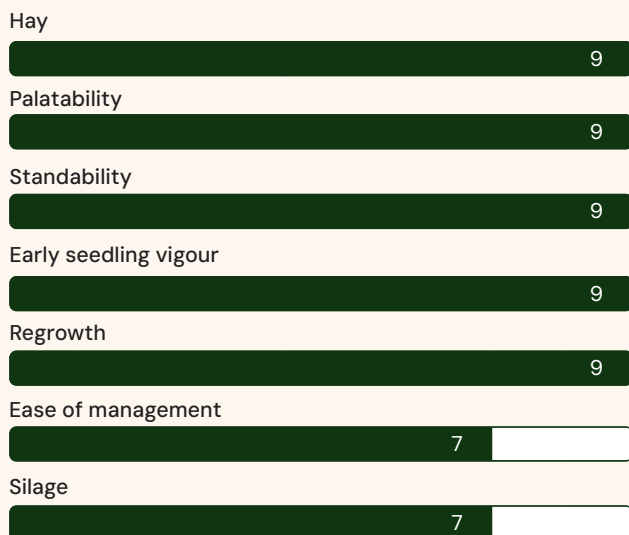 Hay
9
Palatability
9
Standability
9
Early seedling vigour
9
Regrowth
9
Ease of management
7
Silage
7